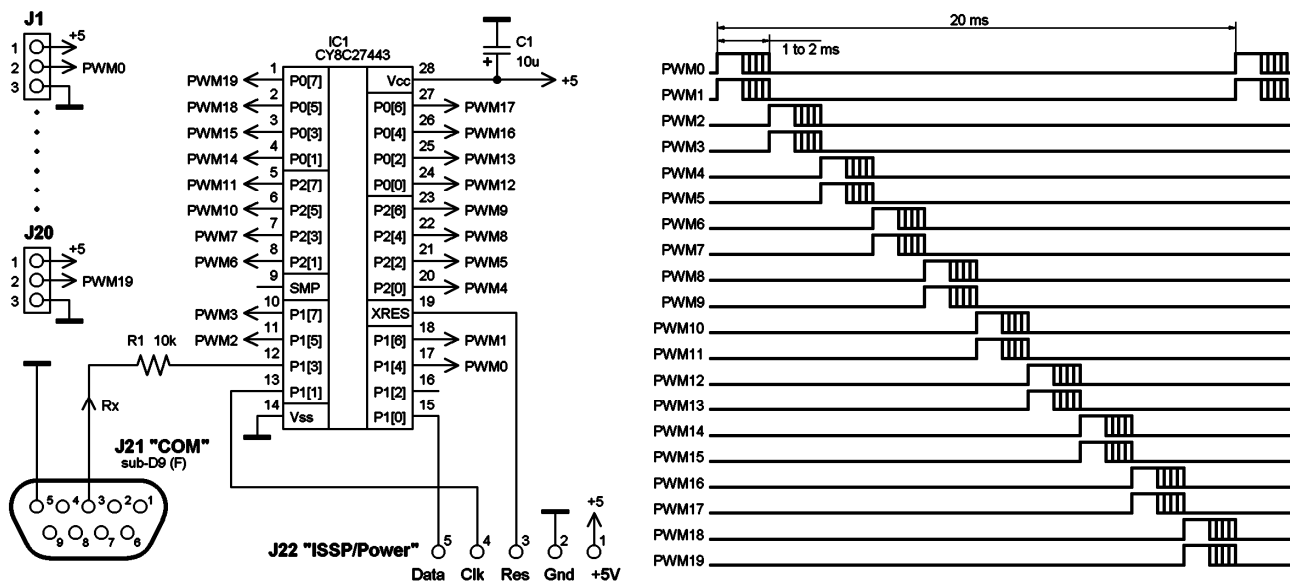 J1
1
+5
2
PWM0
3
J20
1
+5
2
PWM19
3
IC1
CY8C27443
C1
10u
+5
PWM19 1 P0[7]
PWM18 2 P0[5]
PWM15 3 P0[3]
PWM14 4 P0[1]
PWM11 5 P2[7]
PWM10 6 P2[5]
PWM7 7 P2[3]
PWM6 8 P2[1]
9 SMP
PWM3 10 P1[7]
PWM2 11 P1[5]
12 P1[3]
13 P1[1]
14 Vss
Vcc 28
P0[6] 27 PWM17
P0[4] 26 PWM16
P0[2] 25 PWM13
P0[0] 24 PWM12
P2[6] 23 PWM9
P2[4] 22 PWM8
P2[2] 21 PWM5
P2[0] 20 PWM4
XRES 19
P1[6] 18 PWM1
P1[4] 17 PWM0
P1[2] 16
P1[0] 15
R1 10k
Rx
J21 "COM"
sub-D9 (F)
5 4 3 2 1
9 8 7 6
+5
J22 "ISSP/Power"
5 4 3 2 1
Data Clk Res Gnd +5V
20 ms
1 to 2 ms
PWM0
PWM1
PWM2
PWM3
PWM4
PWM5
PWM6
PWM7
PWM8
PWM9
PWM10
PWM11
PWM12
PWM13
PWM14
PWM15
PWM16
PWM17
PWM18
PWM19